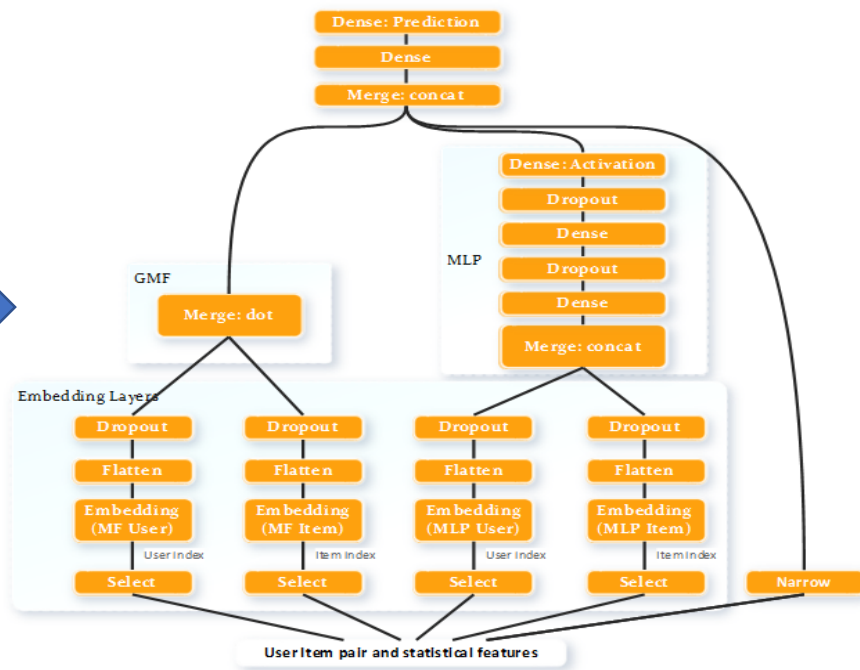 Dense: Prediction
Dense
Merge: concat
Dense: Activation
Dropout
Dense
MLP
Dropout
Dense
Merge: concat
GMF
Merge: dot
Embedding Layers
Dropout
Dropout
Dropout
Dropout
Flatten
Flatten
Flatten
Flatten
Embedding
(MF User)
Embedding
(MF Item)
Embedding
(MLP User)
Embedding
(MLP Item)
User Index
Item Index
User Index
Item Index
Select
Select
Select
Select
Narrow
User Item pair and statistical features